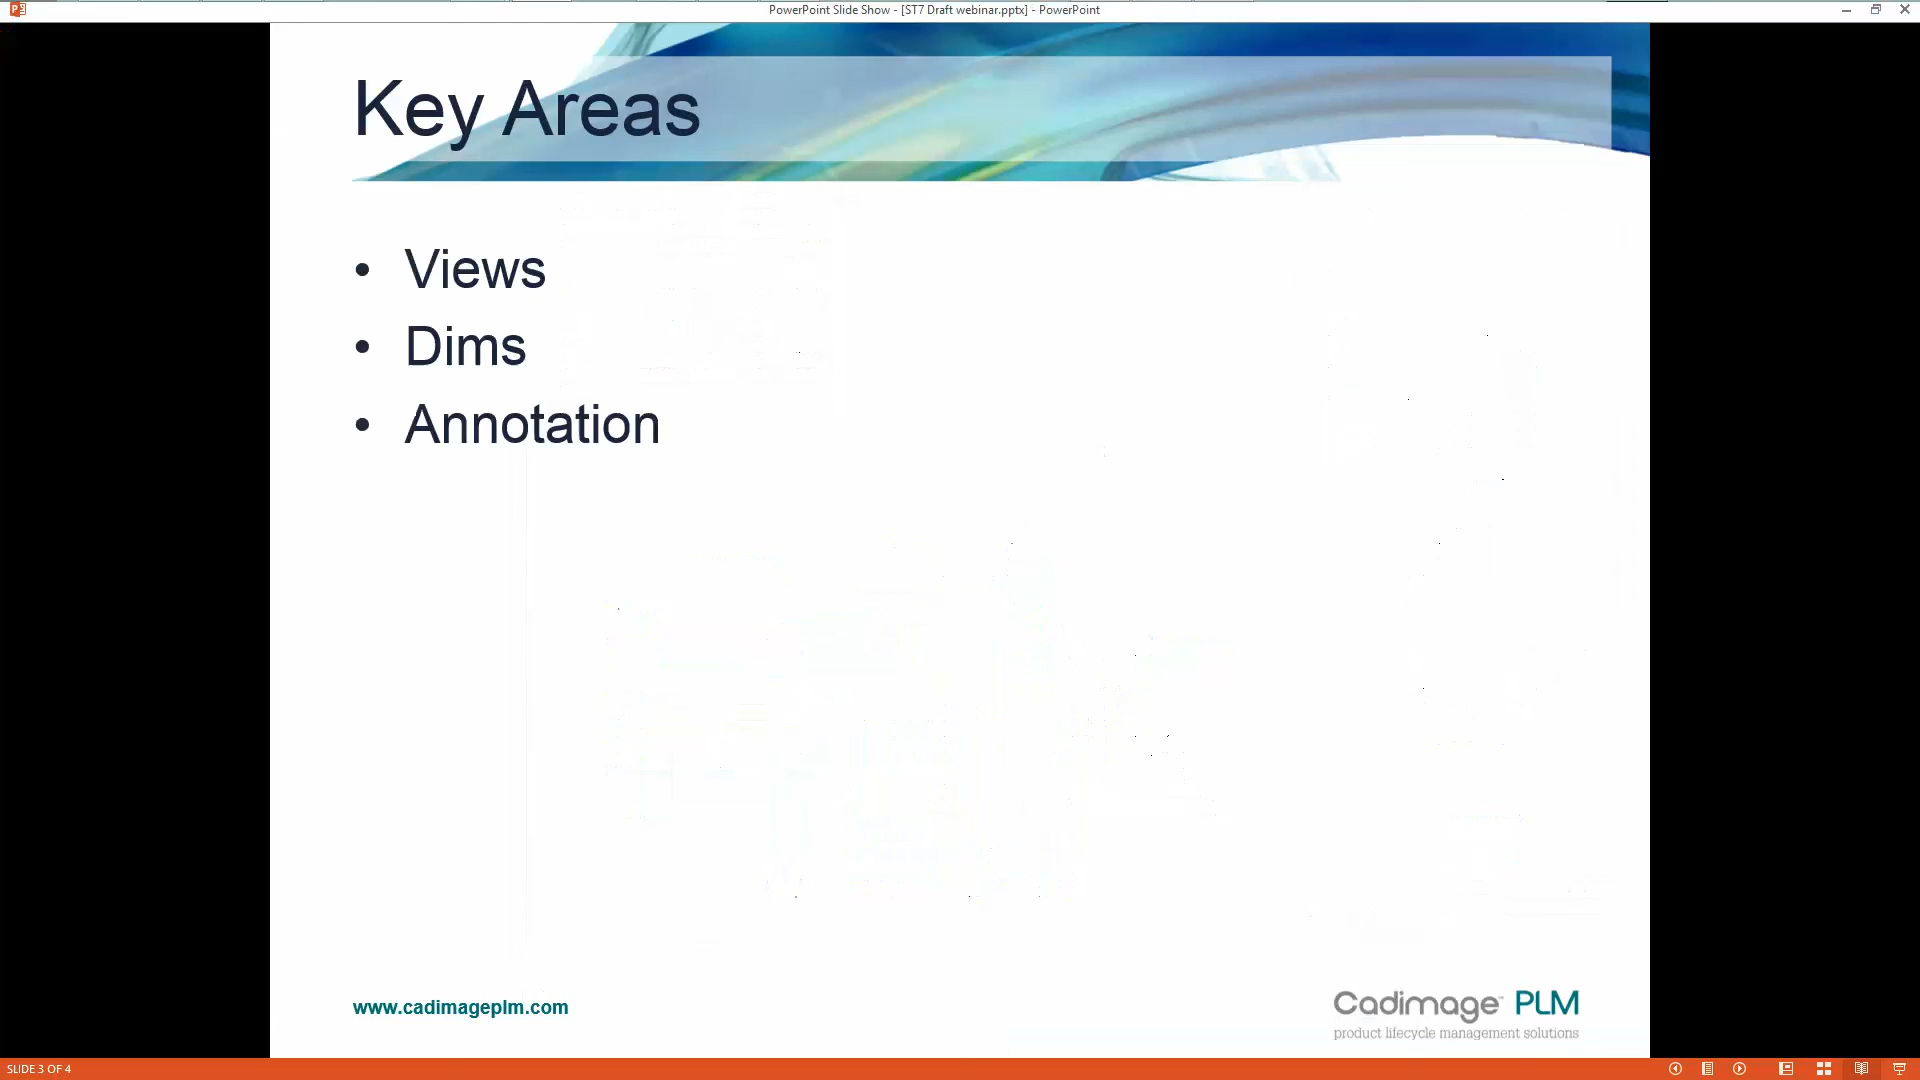 PowerPoint Slide Show - [ST7 Draft webinar.pptx] - PowerPoint
Key Areas
• Views
• Dims
• Annotation
www.cadimageplm.com
Cadimage™ PLM
product lifecycle management solutions
SLIDE 3 OF 4